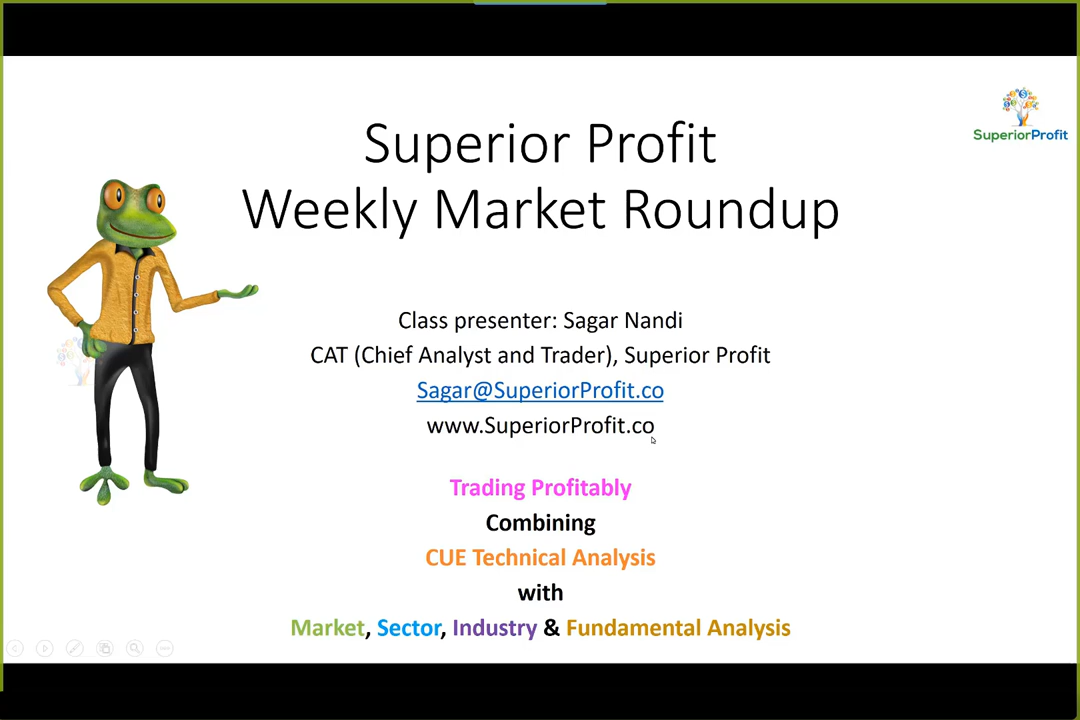 SuperiorProfit
Superior Profit
Weekly Market Roundup
Class presenter: Sagar Nandi
CAT (Chief Analyst and Trader), Superior Profit
Sagar@SuperiorProfit.co
www.SuperiorProfit.co
Trading Profitably
Combining
CUE Technical Analysis
with
Market, Sector, Industry & Fundamental Analysis